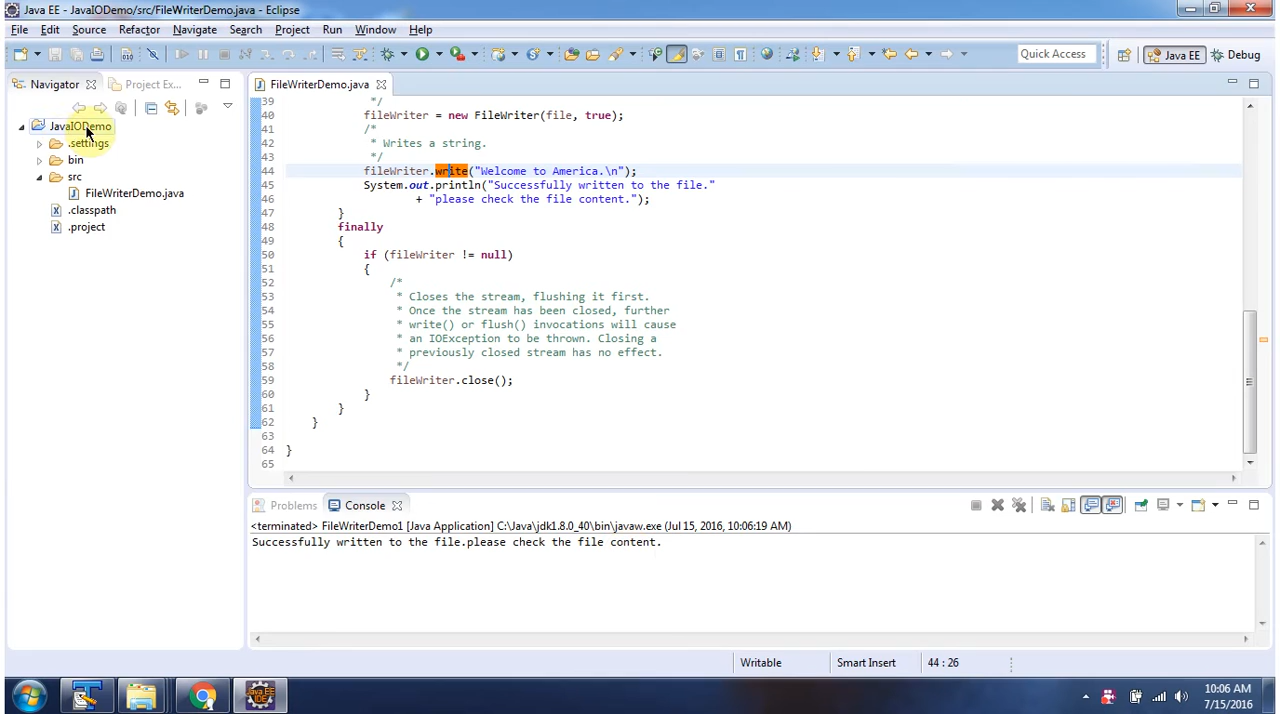 Java EE - JavaIODemo/src/FileWriterDemo.java - Eclipse
File Edit Source Refactor Navigate Search Project Run Window Help
Quick Access Java EE Debug
Navigator Project Ex...
FileWriterDemo.java
JavaIODemo
.settings
bin
src
FileWriterDemo.java
.classpath
.project
39 */
40 fileWriter = new FileWriter(file, true);
41 /*
42 * Writes a string.
43 */
44 fileWriter.write("Welcome to America.\n");
45 System.out.println("Successfully written to the file."
46 + "please check the file content.");
47 }
48 finally
49 {
50 if (fileWriter != null)
51 {
52 /*
53 * Closes the stream, flushing it first.
54 * Once the stream has been closed, further
55 * write() or flush() invocations will cause
56 * an IOException to be thrown. Closing a
57 * previously closed stream has no effect.
58 */
59 fileWriter.close();
60 }
61 }
62 }
63
64 }
65
Problems Console
<terminated> FileWriterDemo1 [Java Application] C:\Java\jdk1.8.0_40\bin\javaw.exe (Jul 15, 2016, 10:06:19 AM)
Successfully written to the file.please check the file content.
Writable Smart Insert 44 : 26
Java EE
IDE
10:06 AM
7/15/2016